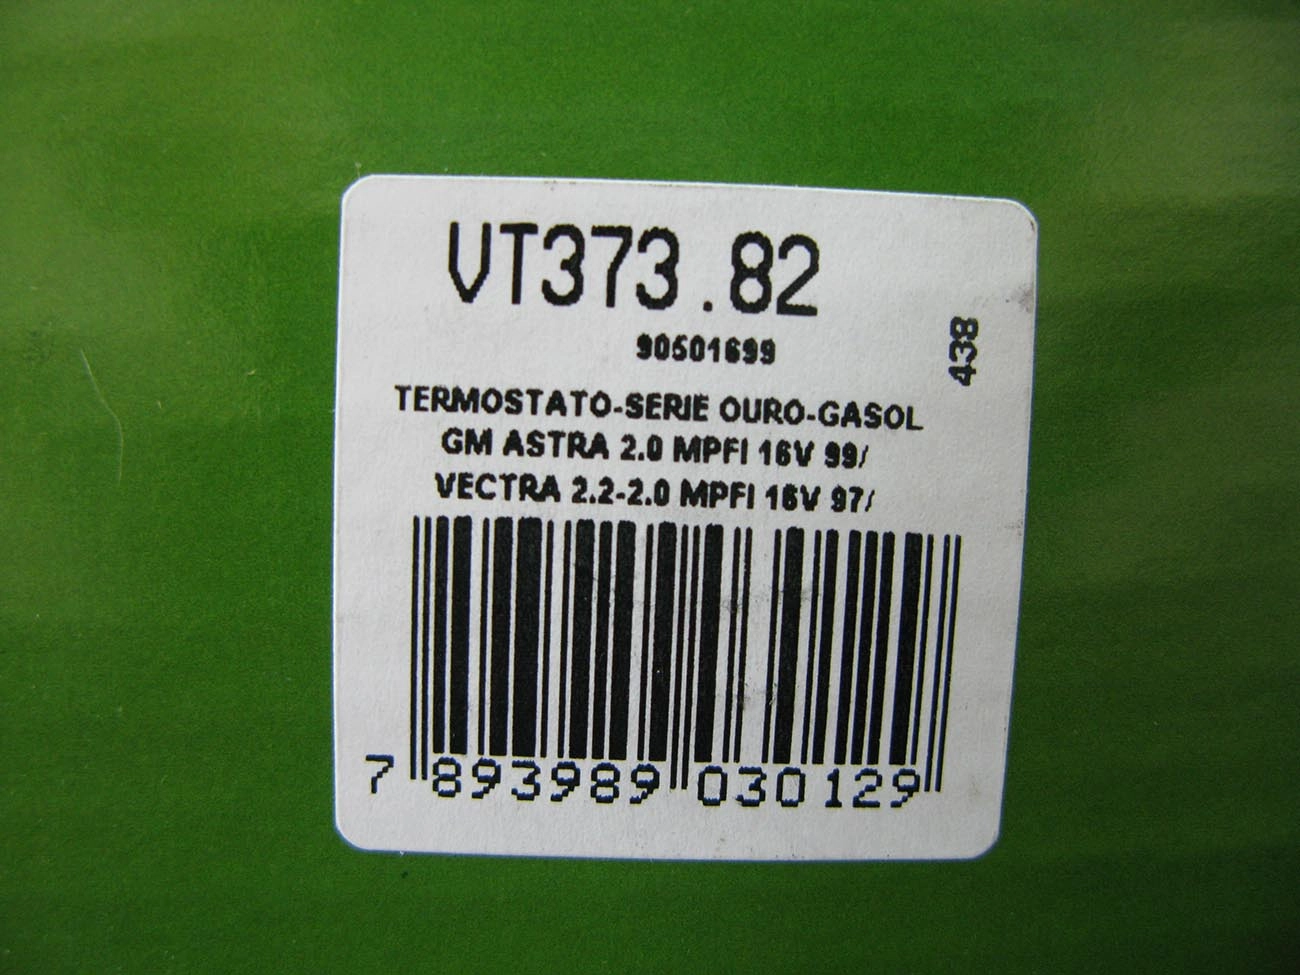 VT373.82
90501699
438
TERMOSTATO-SERIE OURO-GASOL
GM ASTRA 2.0 MPFI 16V 99/
VECTRA 2.2-2.0 MPFI 16V 97/
7 893989 030129